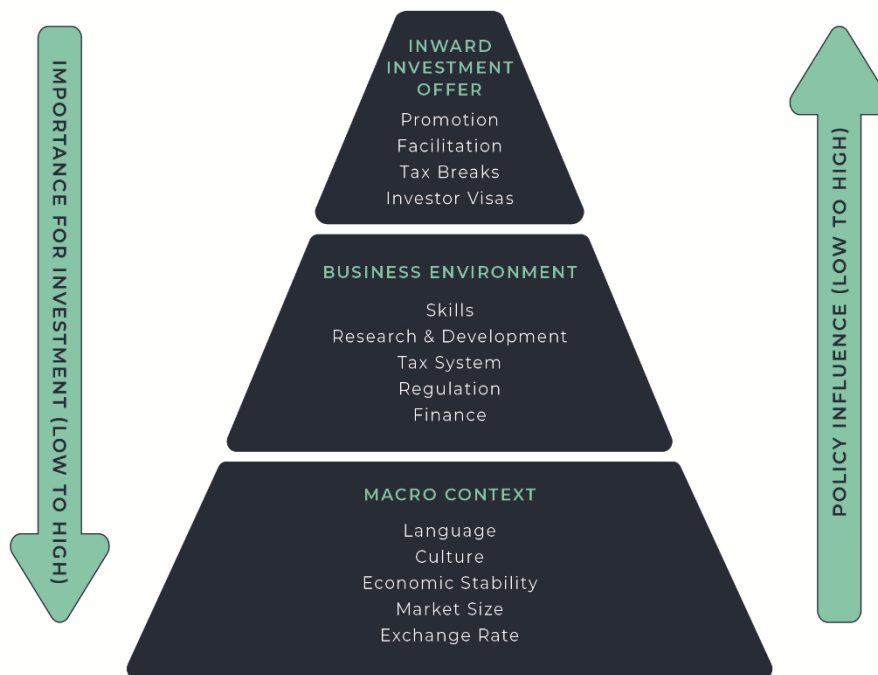 IMPORTANCE FOR INVESTMENT (LOW TO HIGH)
INWARD
INVESTMENT
OFFER
Promotion
Facilitation
Tax Breaks
Investor Visas
BUSINESS ENVIRONMENT
Skills
Research & Development
Tax System
Regulation
Finance
MACRO CONTEXT
Language
Culture
Economic Stability
Market Size
Exchange Rate
POLICY INFLUENCE (LOW TO HIGH)